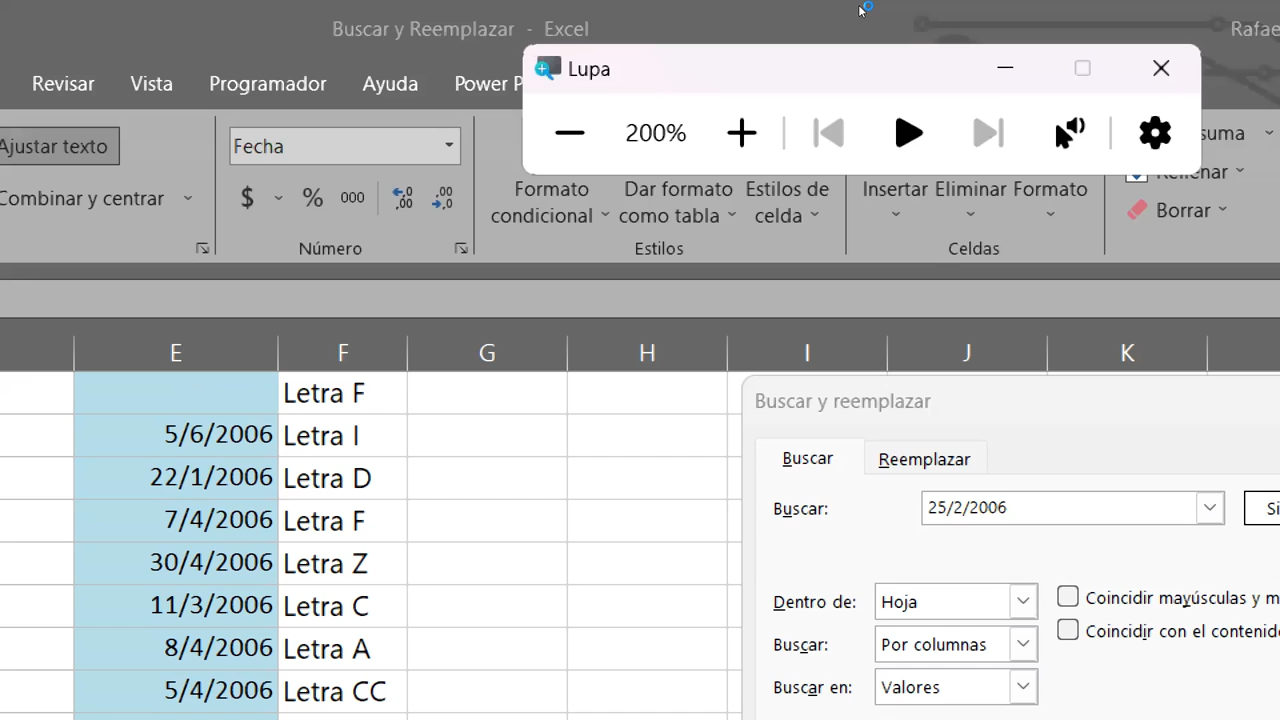 Buscar y Reemplazar - Excel
Rafae
Lupa
Revisar Vista Programador Ayuda Power P
200%
Ajustar texto
Fecha
suma
Rellenar
Combinar y centrar
$ % 000 ,00 ,00
Formato condicional
Dar formato como tabla
Estilos de celda
Insertar Eliminar Formato
Borrar
Número
Estilos
Celdas
E F G H I J K
Letra F
5/6/2006 Letra I
22/1/2006 Letra D
7/4/2006 Letra F
30/4/2006 Letra Z
11/3/2006 Letra C
8/4/2006 Letra A
5/4/2006 Letra CC
Buscar y reemplazar
Buscar Reemplazar
Buscar: 25/2/2006 Si
Dentro de: Hoja
Coincidir mayúsculas y m
Coincidir con el contenido
Buscar: Por columnas
Buscar en: Valores